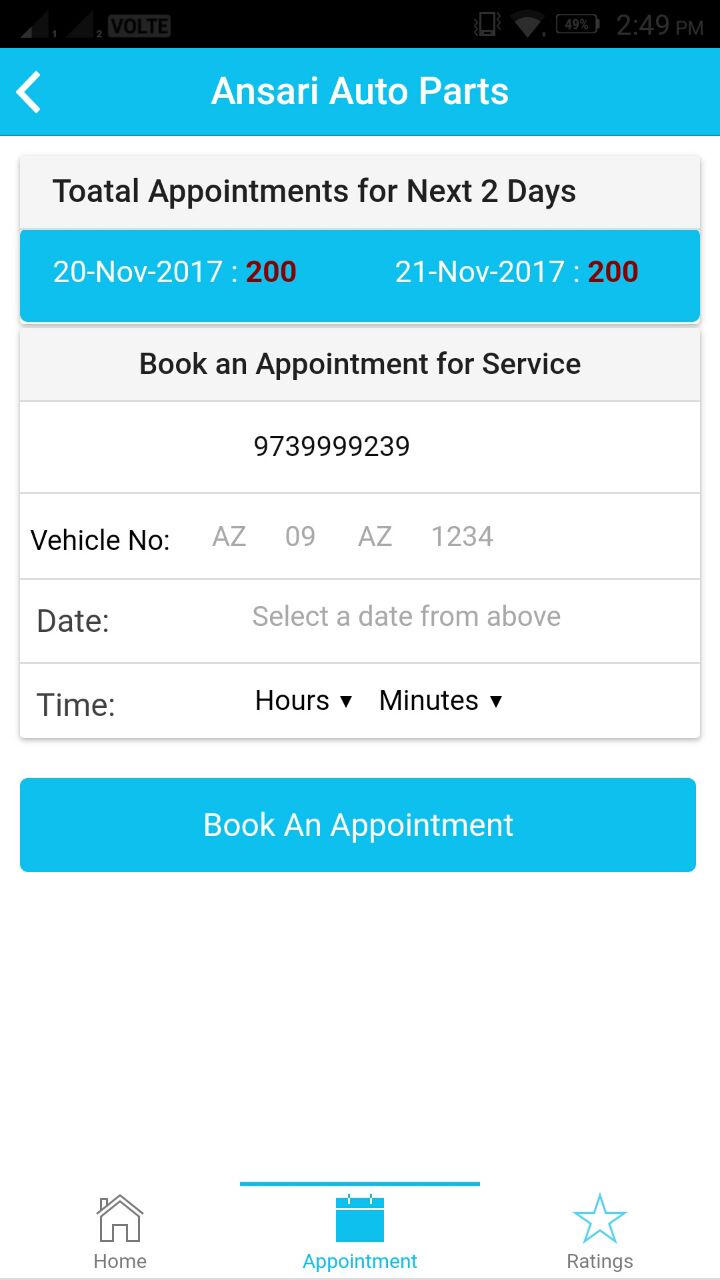 1 2 VOLTE 49% 2:49 PM
Ansari Auto Parts
Toatal Appointments for Next 2 Days
20-Nov-2017 : 200 21-Nov-2017 : 200
Book an Appointment for Service
9739999239
Vehicle No: AZ 09 AZ 1234
Date: Select a date from above
Time: Hours ▼ Minutes ▼
Book An Appointment
Home Appointment Ratings